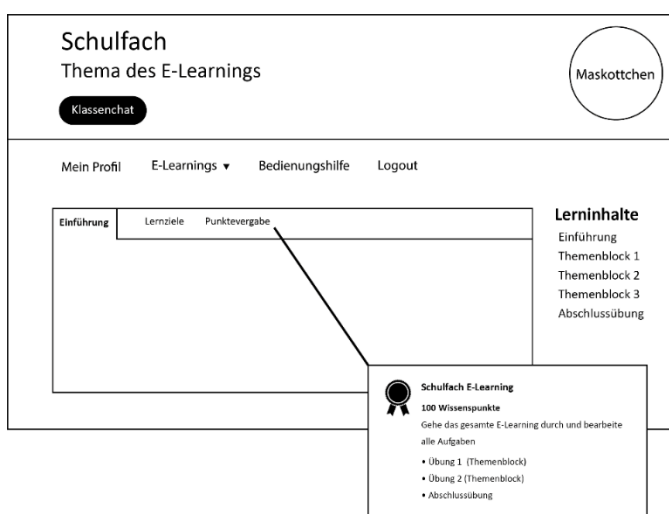 Schulfach
Thema des E-Learnings
Klassenchat
Maskottchen
Mein Profil E-Learnings ▼ Bedienungshilfe Logout
Einführung Lernziele Punktevergabe
Lerninhalte
Einführung
Themenblock 1
Themenblock 2
Themenblock 3
Abschlussübung
Schulfach E-Learning
100 Wissenspunkte
Gehe das gesamte E-Learning durch und bearbeite
alle Aufgaben
• Übung 1 (Themenblock)
• Übung 2 (Themenblock)
• Abschlussübung